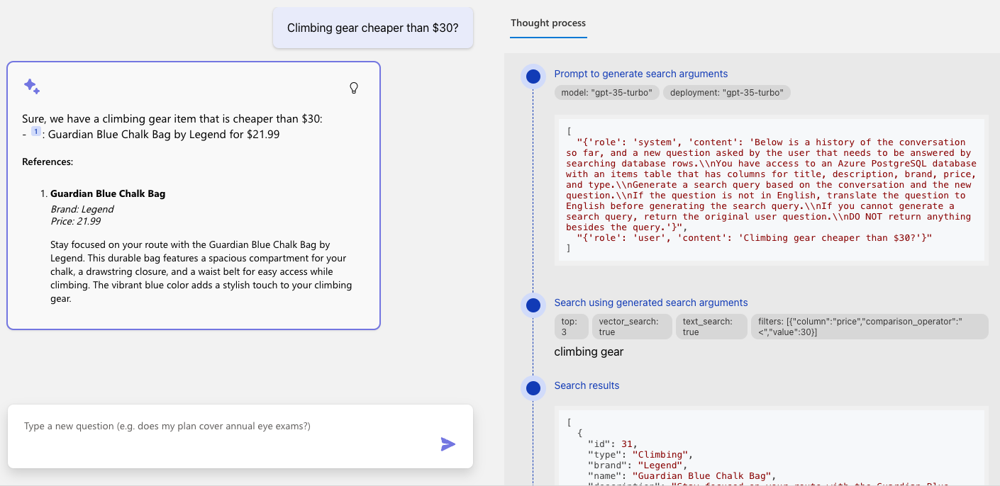 Climbing gear cheaper than $30?
Sure, we have a climbing gear item that is cheaper than $30:
- 1 : Guardian Blue Chalk Bag by Legend for $21.99
References:
1. Guardian Blue Chalk Bag
Brand: Legend
Price: 21.99
Stay focused on your route with the Guardian Blue Chalk Bag by
Legend. This durable bag features a spacious compartment for your
chalk, a drawstring closure, and a waist belt for easy access while
climbing. The vibrant blue color adds a stylish touch to your climbing
gear.
Type a new question (e.g. does my plan cover annual eye exams?)
Thought process
Prompt to generate search arguments
model: "gpt-35-turbo" deployment: "gpt-35-turbo"
[
"{'role': 'system', 'content': 'Below is a history of the conversation
so far, and a new question asked by the user that needs to be answered by
searching database rows.\\nYou have access to an Azure PostgreSQL database
with an items table that has columns for title, description, brand, price,
and type.\\nGenerate a search query based on the conversation and the new
question.\\nIf the question is not in English, translate the question to
English before generating the search query.\\nIf you cannot generate a
search query, return the original user question.\\nDO NOT return anything
besides the query.'}",
"{'role': 'user', 'content': 'Climbing gear cheaper than $30?'}"
]
Search using generated search arguments
top: 3
vector_search: true
text_search: true
filters: [{"column":"price","comparison_operator":"
<","value":30}]
climbing gear
Search results
[
{
"id": 31,
"type": "Climbing",
"brand": "Legend",
"name": "Guardian Blue Chalk Bag",
"description": "Stay focused on your route with the Guardian Blue